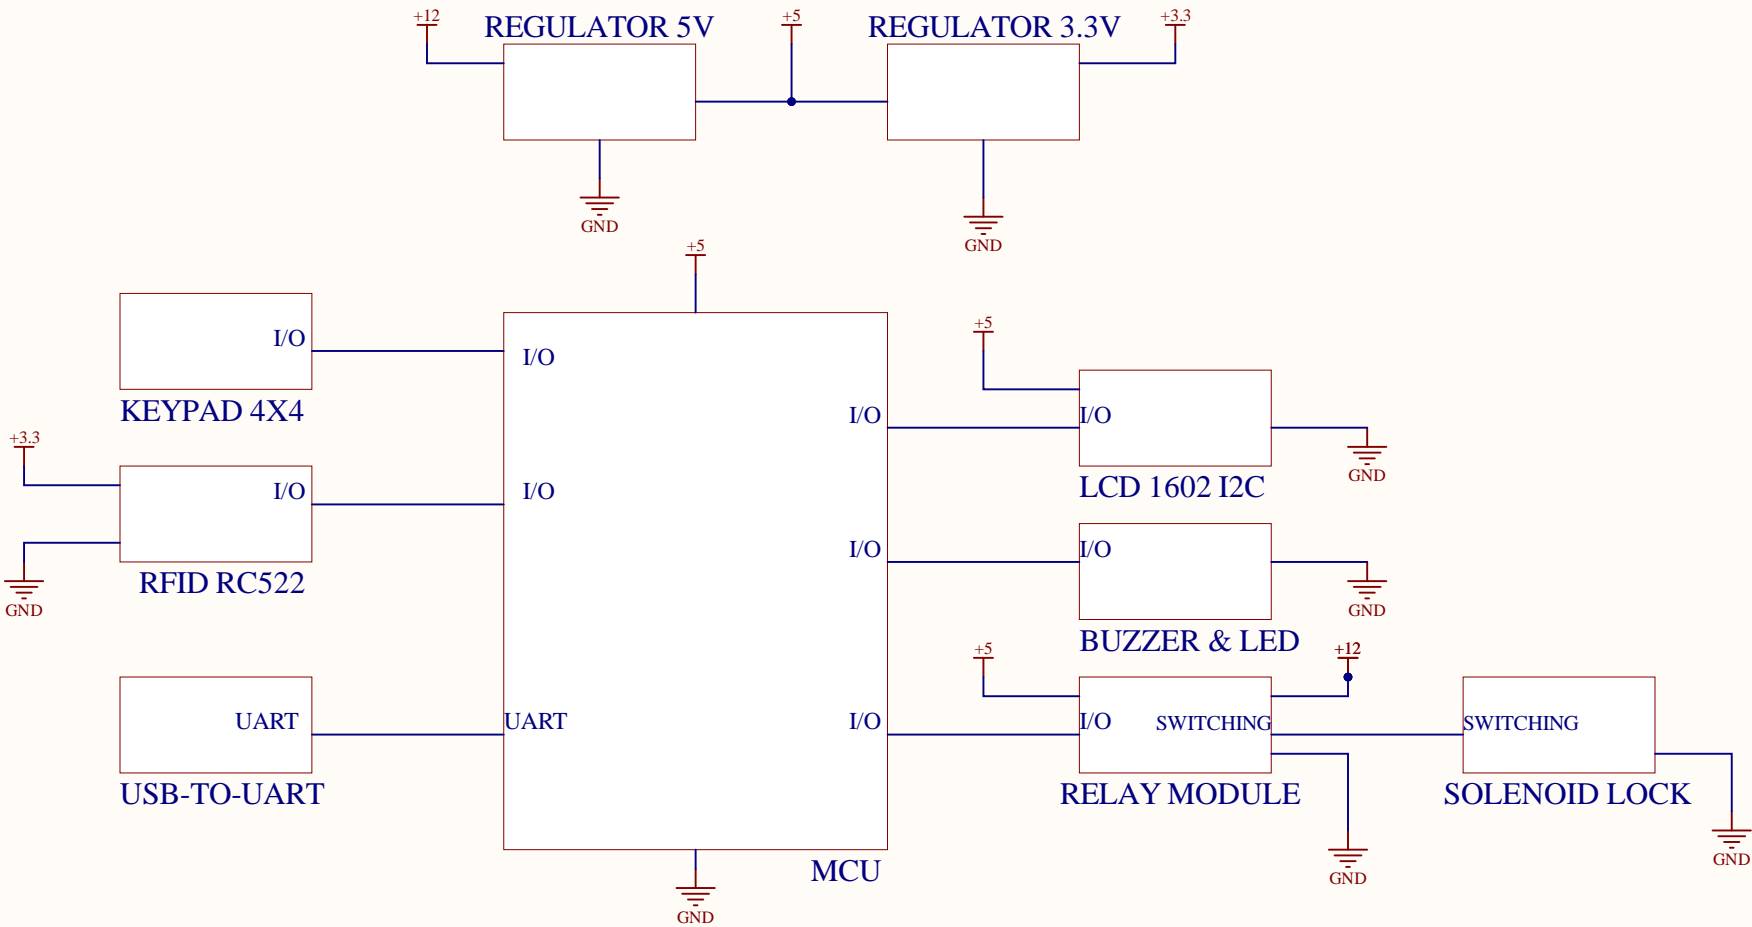 +12
REGULATOR 5V
+5
REGULATOR 3.3V
+3.3
GND
GND
+5
I/O
KEYPAD 4X4
I/O
+3.3
I/O
RFID RC522
GND
I/O
UART
USB-TO-UART
UART
I/O
I/O
I/O
MCU
GND
+5
I/O
LCD 1602 I2C
GND
I/O
BUZZER & LED
GND
+5
+12
I/O
SWITCHING
RELAY MODULE
GND
SWITCHING
SOLENOID LOCK
GND